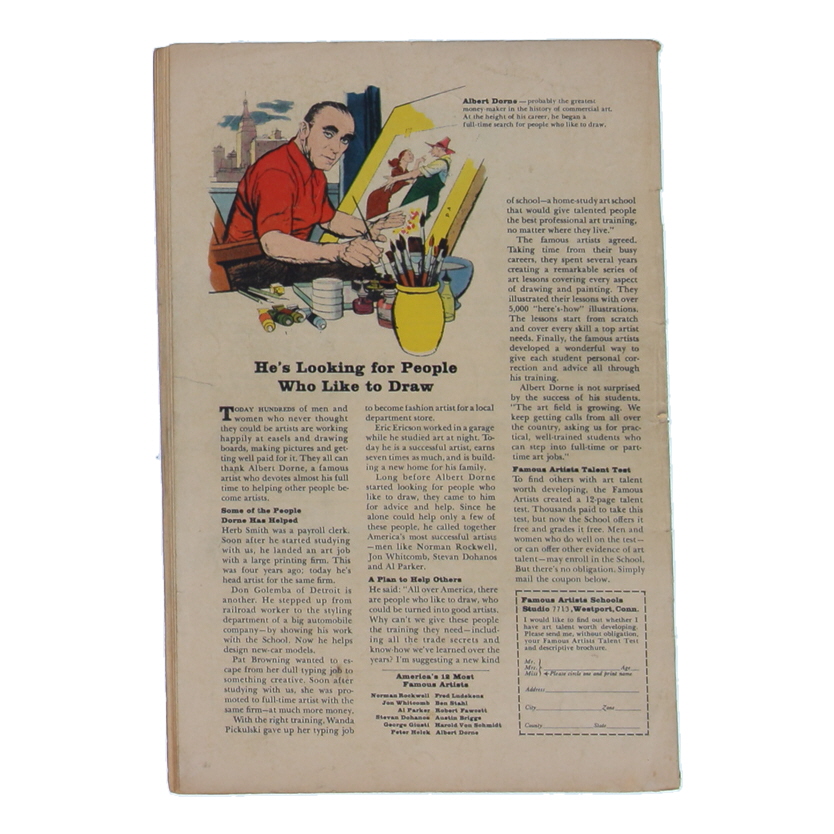 Albert Dorne — probably the greatest
money-maker in the history of commercial art.
At the height of his career, he began a
full-time search for people who like to draw.
He's Looking for People
Who Like to Draw
TODAY HUNDREDS of men and
women who never thought
they could be artists are working
happily at easels and drawing
boards, making pictures and get-
ting well paid for it. They all can
thank Albert Dorne, a famous
artist who devotes almost his full
time to helping other people be-
come artists.
Some of the People
Dorne Has Helped
Herb Smith was a payroll clerk.
Soon after he started studying
with us, he landed an art job
with a large printing firm. This
was four years ago; today he's
head artist for the same firm.
Don Golemba of Detroit is
another. He stepped up from
railroad worker to the styling
department of a big automobile
company—by showing his work
with the School. Now he helps
design new-car models.
Pat Browning wanted to es-
cape from her dull typing job to
something creative. Soon after
studying with us, she was pro-
moted to full-time artist with the
same firm—at much more money.
With the right training, Wanda
Pickulski gave up her typing job
to become fashion artist for a local
department store.
Eric Ericson worked in a garage
while he studied art at night. To-
day he is a successful artist, earns
seven times as much, and is build-
ing a new home for his family.
Long before Albert Dorne
started looking for people who
like to draw, they came to him
for advice and help. Since he
alone could help only a few of
these people, he called together
America's most successful artists
—men like Norman Rockwell,
Jon Whitcomb, Stevan Dohanos
and Al Parker.
A Plan to Help Others
He said: "All over America, there
are people who like to draw, who
could be turned into good artists.
Why can't we give these people
the training they need—includ-
ing all the trade secrets and
know-how we've learned over the
years? I'm suggesting a new kind
America's 12 Most
Famous Artists
Norman Rockwell Fred Ludekens
Jon Whitcomb Ben Stahl
Al Parker Robert Fawcett
Stevan Dohanos Austin Briggs
George Giusti Harold Von Schmidt
Peter Helck Albert Dorne
of school—a home-study art school
that would give talented people
the best professional art training,
no matter where they live."
The famous artists agreed.
Taking time from their busy
careers, they spent several years
creating a remarkable series of
art lessons covering every aspect
of drawing and painting. They
illustrated their lessons with over
5,000 "here's-how" illustrations.
The lessons start from scratch
and cover every skill a top artist
needs. Finally, the famous artists
developed a wonderful way to
give each student personal cor-
rection and advice all through
his training.
Albert Dorne is not surprised
by the success of his students.
"The art field is growing. We
keep getting calls from all over
the country, asking us for prac-
tical, well-trained students who
can step into full-time or part-
time art jobs."
Famous Artists Talent Test
To find others with art talent
worth developing, the Famous
Artists created a 12-page talent
test. Thousands paid to take this
test, but now the School offers it
free and grades it free. Men and
women who do well on the test—
or can offer other evidence of art
talent—may enroll in the School.
But there's no obligation. Simply
mail the coupon below.
Famous Artists Schools
Studio 7713, Westport, Conn.
I would like to find out whether I
have art talent worth developing.
Please send me, without obligation,
your Famous Artists Talent Test
and descriptive brochure.
Mr.
Mrs. Age
Miss Please circle one and print name
Address
City Zone
County State